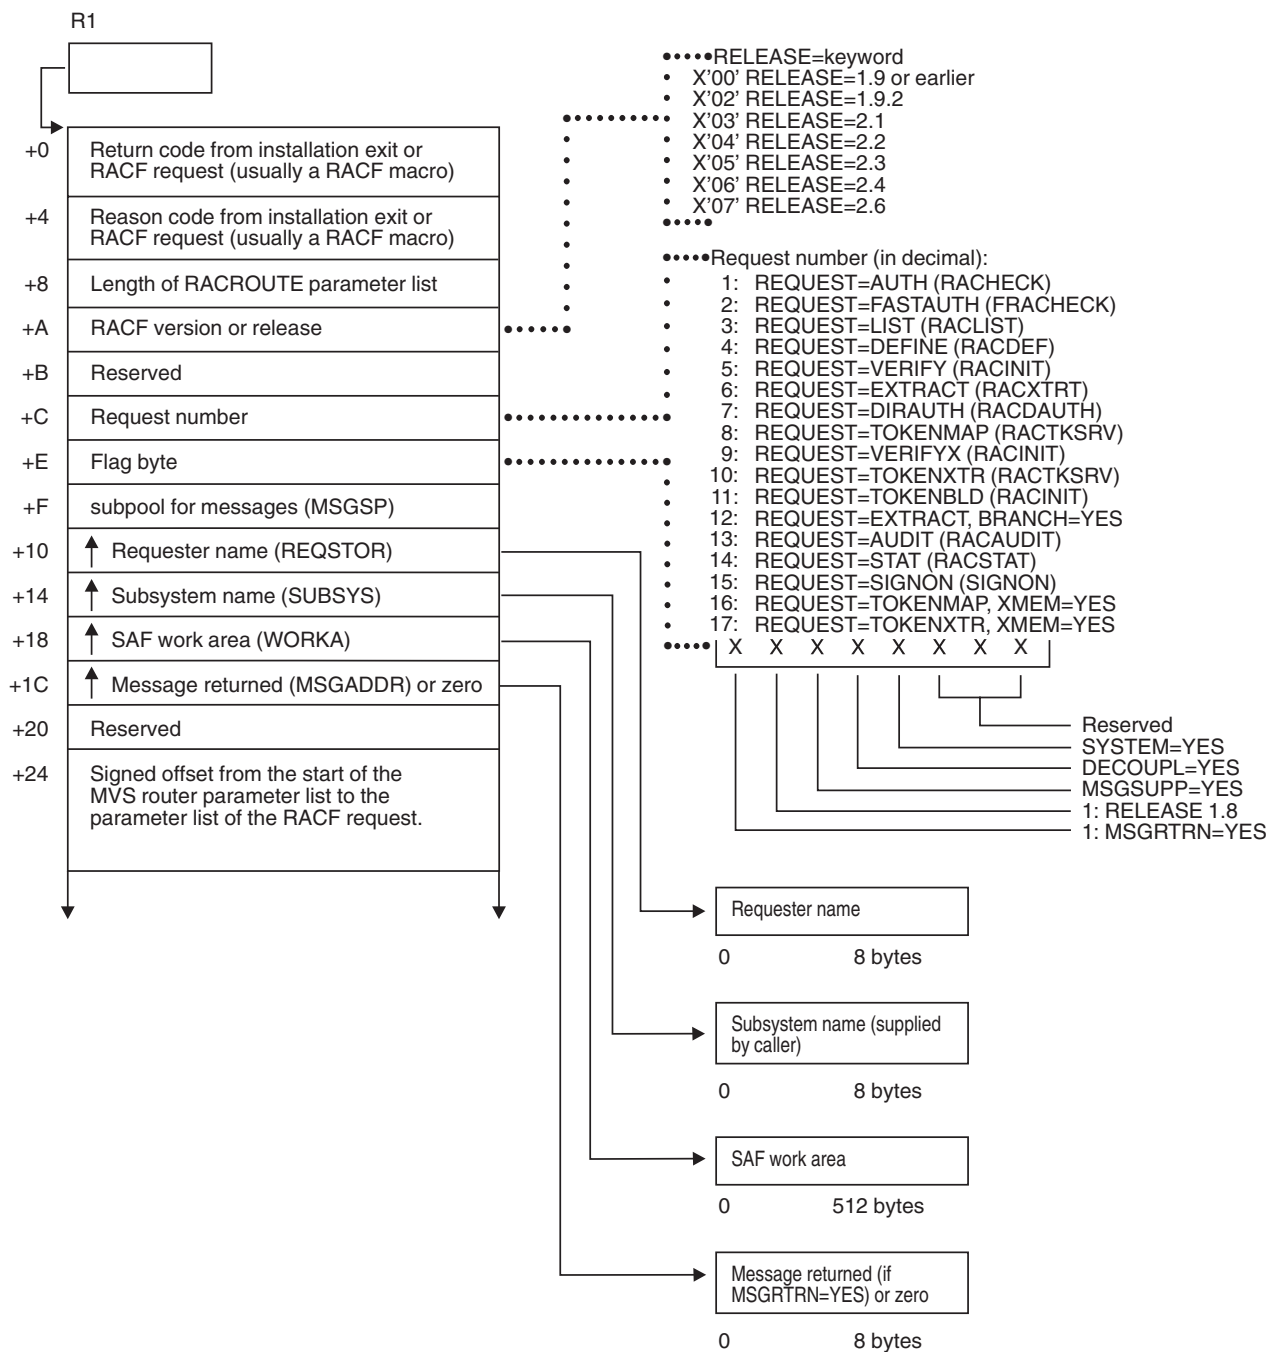 R1
+0
Return code from installation exit or
RACF request (usually a RACF macro)
+4
Reason code from installation exit or
RACF request (usually a RACF macro)
+8
Length of RACROUTE parameter list
+A
RACF version or release
+B
Reserved
+C
Request number
+E
Flag byte
+F
subpool for messages (MSGSP)
+10
Requester name (REQSTOR)
+14
Subsystem name (SUBSYS)
+18
SAF work area (WORKA)
+1C
Message returned (MSGADDR) or zero
+20
Reserved
+24
Signed offset from the start of the
MVS router parameter list to the
parameter list of the RACF request.
RELEASE=keyword
X'00' RELEASE=1.9 or earlier
X'02' RELEASE=1.9.2
X'03' RELEASE=2.1
X'04' RELEASE=2.2
X'05' RELEASE=2.3
X'06' RELEASE=2.4
X'07' RELEASE=2.6
Request number (in decimal):
1: REQUEST=AUTH (RACHECK)
2: REQUEST=FASTAUTH (FRACHECK)
3: REQUEST=LIST (RACLIST)
4: REQUEST=DEFINE (RACDEF)
5: REQUEST=VERIFY (RACINIT)
6: REQUEST=EXTRACT (RACXTRT)
7: REQUEST=DIRAUTH (RACDAUTH)
8: REQUEST=TOKENMAP (RACTKSRV)
9: REQUEST=VERIFYX (RACINIT)
10: REQUEST=TOKENXTR (RACTKSRV)
11: REQUEST=TOKENBLD (RACINIT)
12: REQUEST=EXTRACT, BRANCH=YES
13: REQUEST=AUDIT (RACAUDIT)
14: REQUEST=STAT (RACSTAT)
15: REQUEST=SIGNON (SIGNON)
16: REQUEST=TOKENMAP, XMEM=YES
17: REQUEST=TOKENXTR, XMEM=YES
X X X X X X X X
Reserved
SYSTEM=YES
DECOUPL=YES
MSGSUPP=YES
1: RELEASE 1.8
1: MSGRTRN=YES
Requester name
0 8 bytes
Subsystem name (supplied
by caller)
0 8 bytes
SAF work area
0 512 bytes
Message returned (if
MSGRTRN=YES) or zero
0 8 bytes